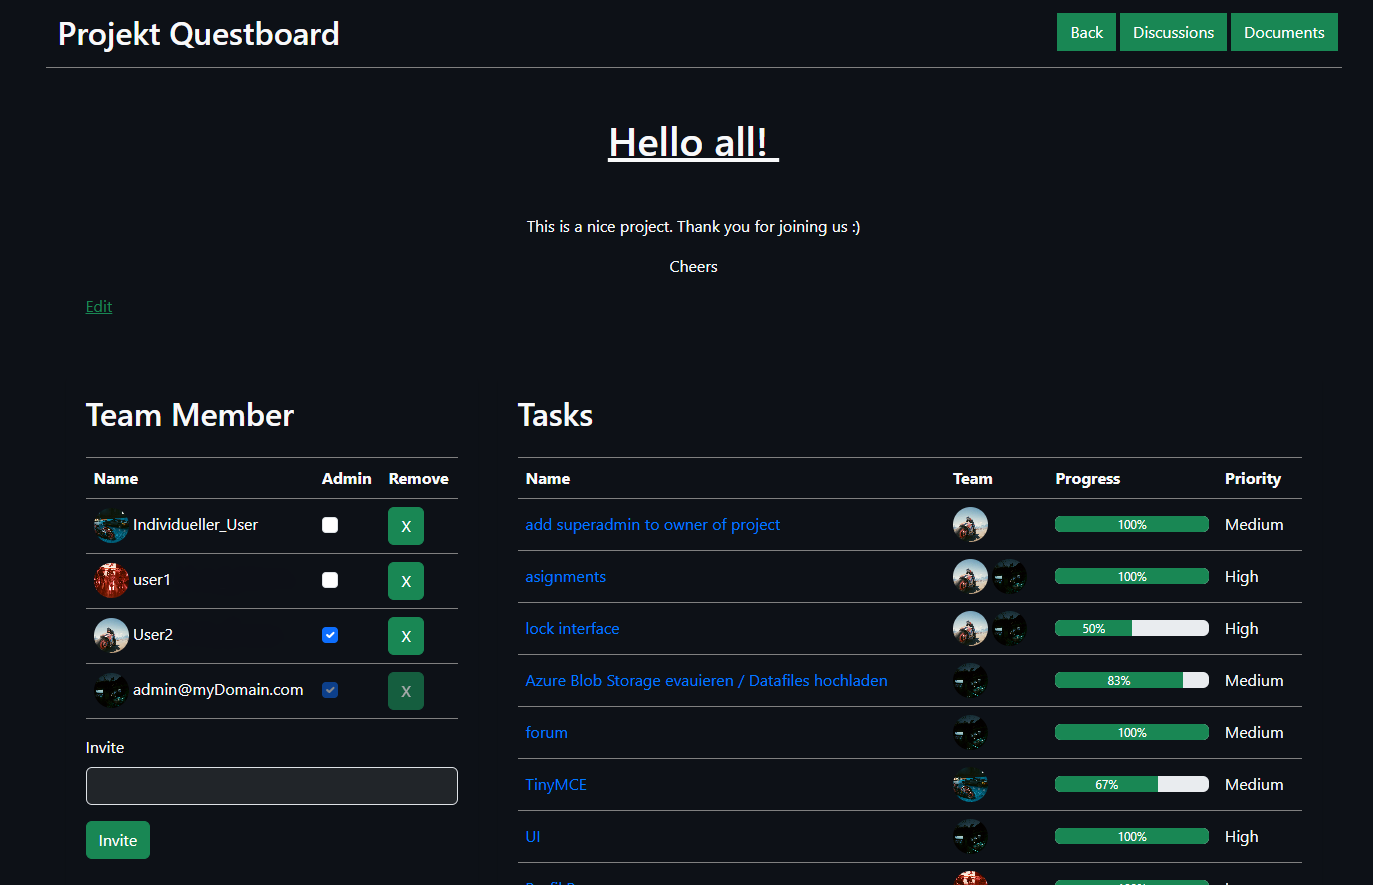 Projekt Questboard
Back Discussions Documents
Hello all!
This is a nice project. Thank you for joining us :)
Cheers
Edit
Team Member
Name Admin Remove
Individueller_User X
user1 X
User2 X
admin@myDomain.com X
Invite
Invite
Tasks
Name Team Progress Priority
add superadmin to owner of project 100% Medium
asignments 100% High
lock interface 50% High
Azure Blob Storage evauieren / Datafiles hochladen 83% Medium
forum 100% Medium
TinyMCE 67% Medium
UI 100% High